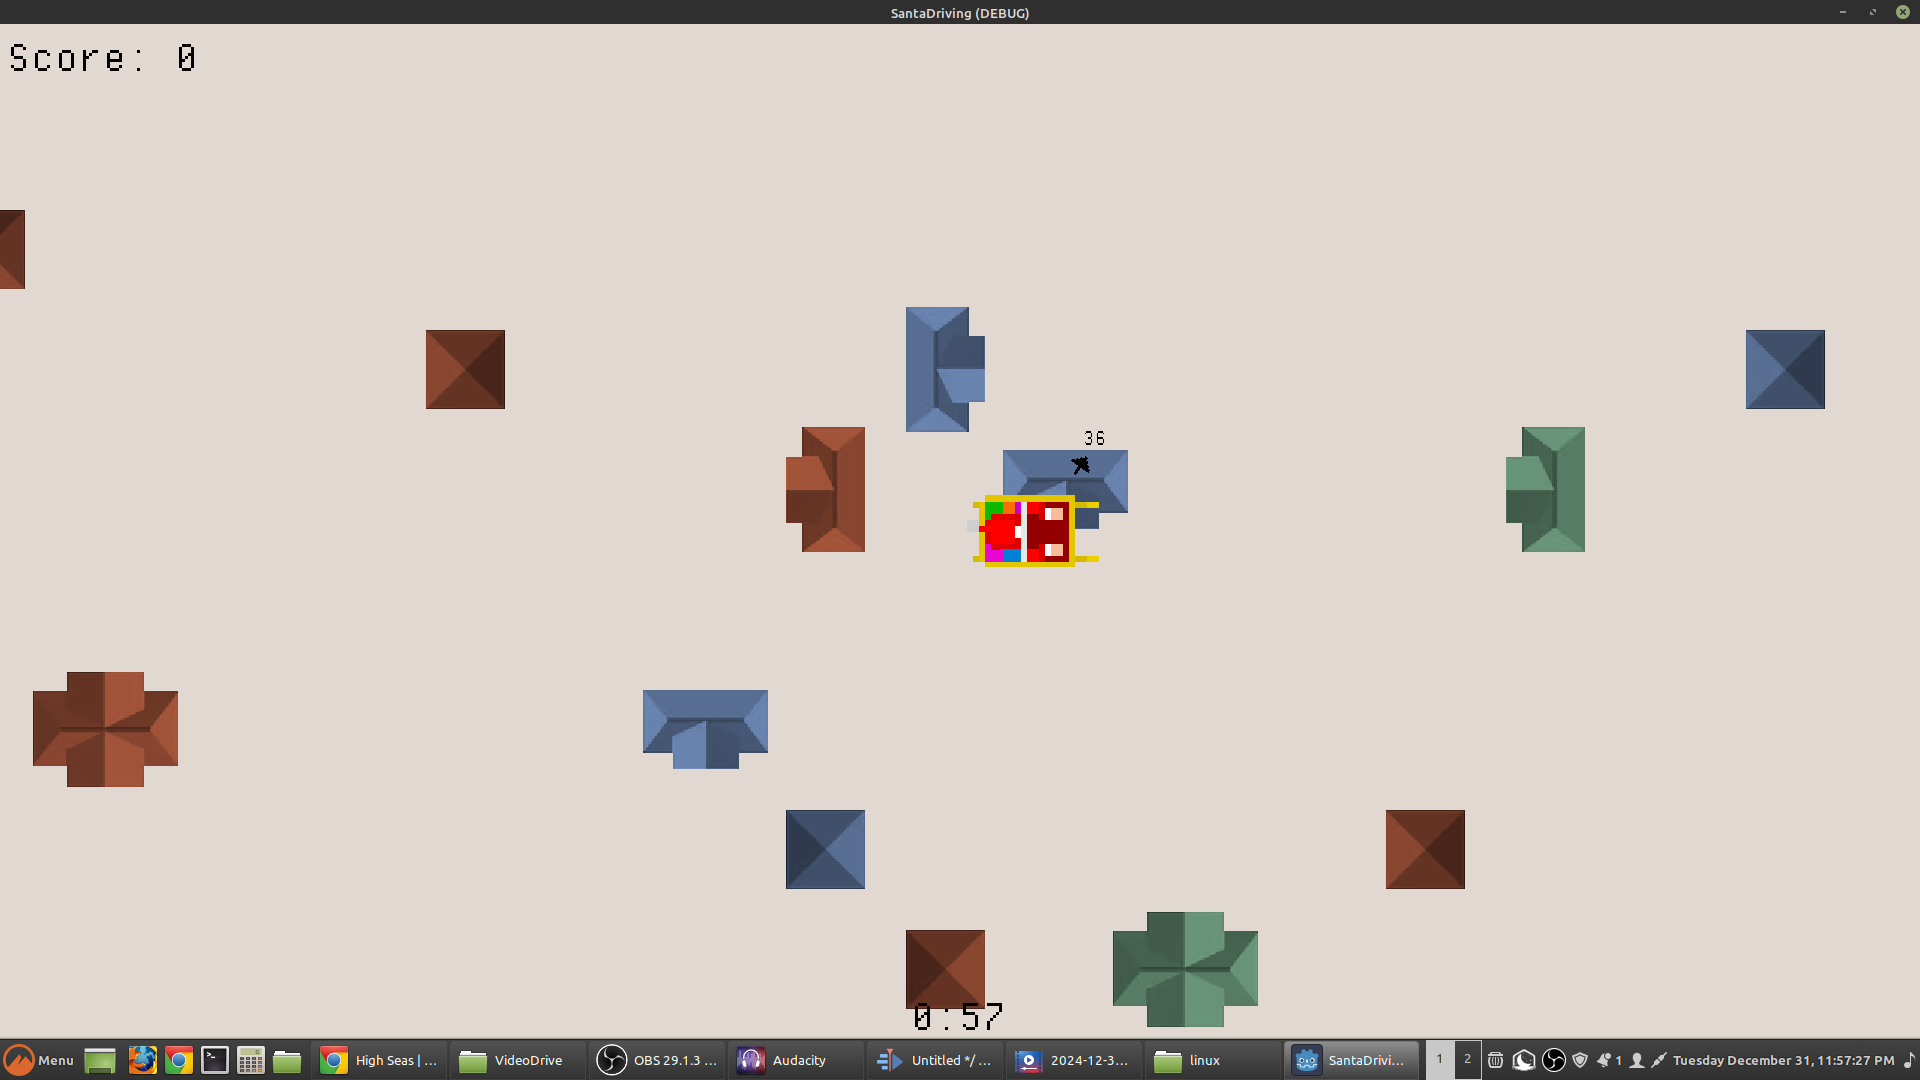 SantaDriving (DEBUG)
Score: 0
36
0:57
Menu
High Seas | ...
VideoDrive
OBS 29.1.3 ...
Audacity
Untitled */ ...
2024-12-3...
linux
SantaDrivi...
1
2
1
Tuesday December 31, 11:57:27 PM